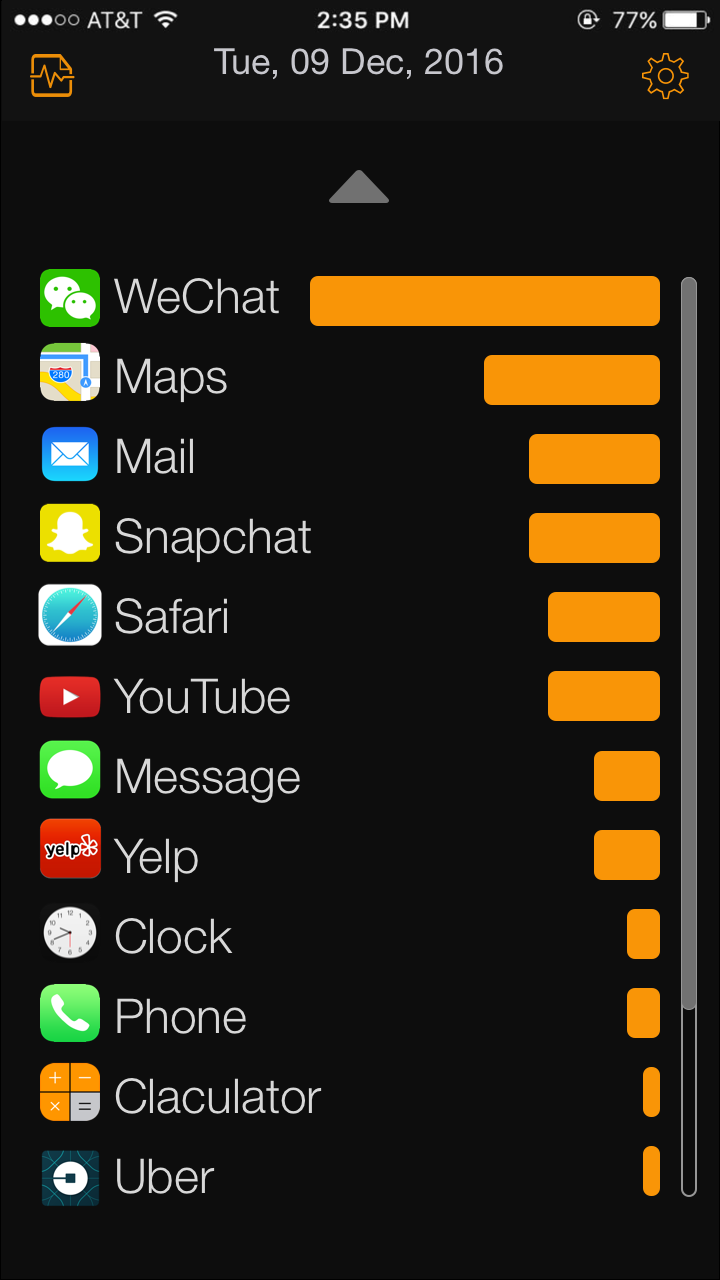 AT&T 2:35 PM 77%
Tue, 09 Dec, 2016
WeChat
280 Maps
Mail
Snapchat
Safari
YouTube
Message
yelp Yelp
Clock
Phone
Claculator
Uber